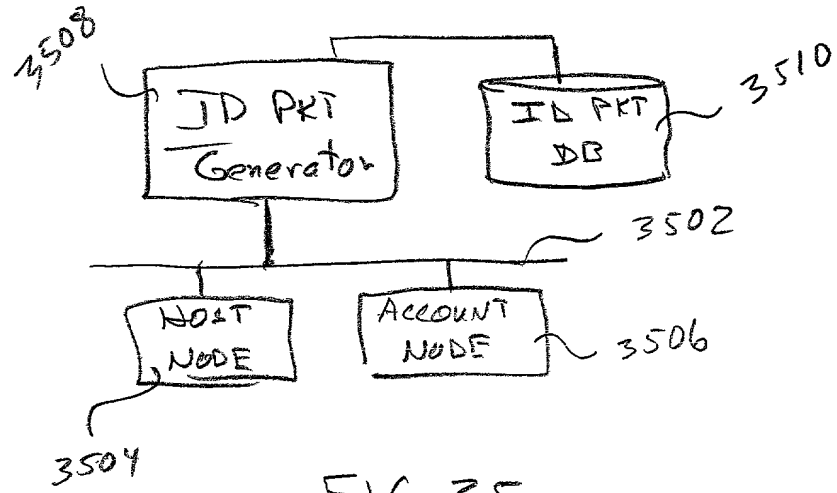 3508
ID PKT
Generator
3510
ID PKT
DB
3502
HOST
NODE
ACCOUNT
NODE
3506
3504
FIG. 35